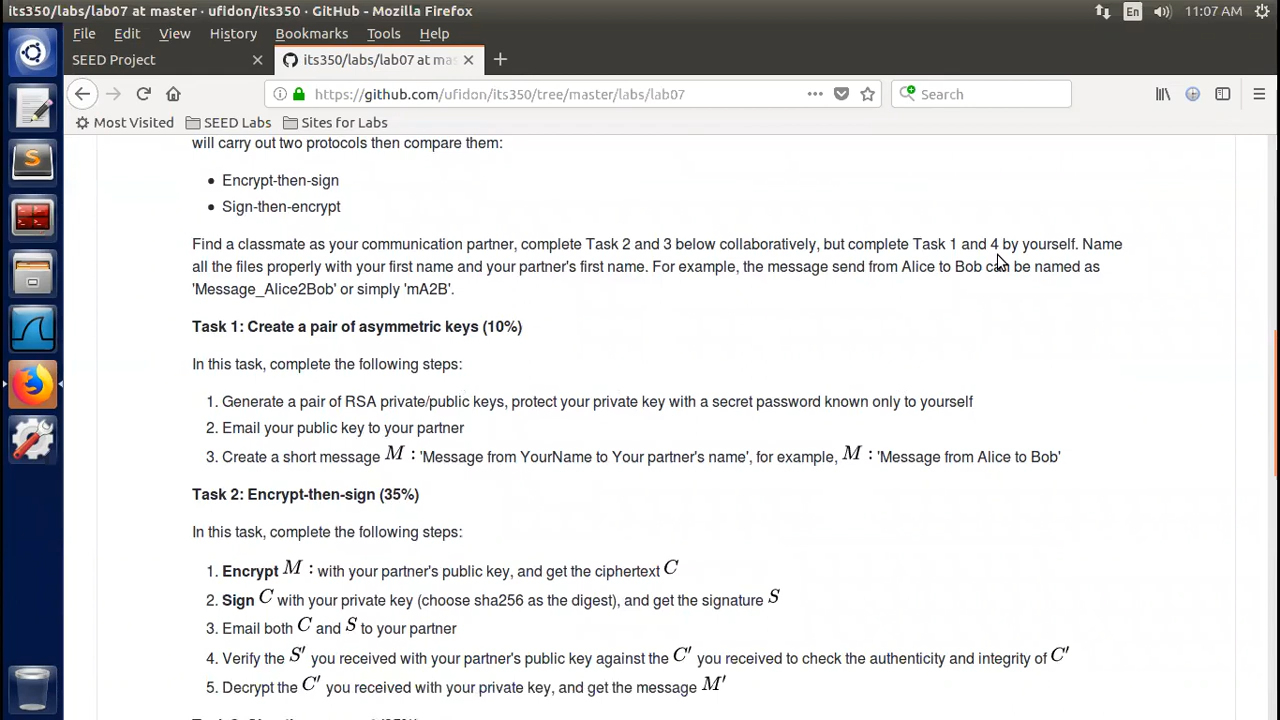 its350/labs/lab07 at master · ufidon/its350 · GitHub - Mozilla Firefox
En
11:07 AM
File Edit View History Bookmarks Tools Help
SEED Project
its350/labs/lab07 at mas
https://github.com/ufidon/its350/tree/master/labs/lab07
Search
Most Visited SEED Labs Sites for Labs
will carry out two protocols then compare them:
• Encrypt-then-sign
• Sign-then-encrypt
Find a classmate as your communication partner, complete Task 2 and 3 below collaboratively, but complete Task 1 and 4 by yourself. Name
all the files properly with your first name and your partner's first name. For example, the message send from Alice to Bob can be named as
'Message_Alice2Bob' or simply 'mA2B'.
Task 1: Create a pair of asymmetric keys (10%)
In this task, complete the following steps:
1. Generate a pair of RSA private/public keys, protect your private key with a secret password known only to yourself
2. Email your public key to your partner
3. Create a short message M : 'Message from YourName to Your partner's name', for example, M : 'Message from Alice to Bob'
Task 2: Encrypt-then-sign (35%)
In this task, complete the following steps:
1. Encrypt M : with your partner's public key, and get the ciphertext C
2. Sign C with your private key (choose sha256 as the digest), and get the signature S
3. Email both C and S to your partner
4. Verify the S′ you received with your partner's public key against the C′ you received to check the authenticity and integrity of C′
5. Decrypt the C′ you received with your private key, and get the message M′